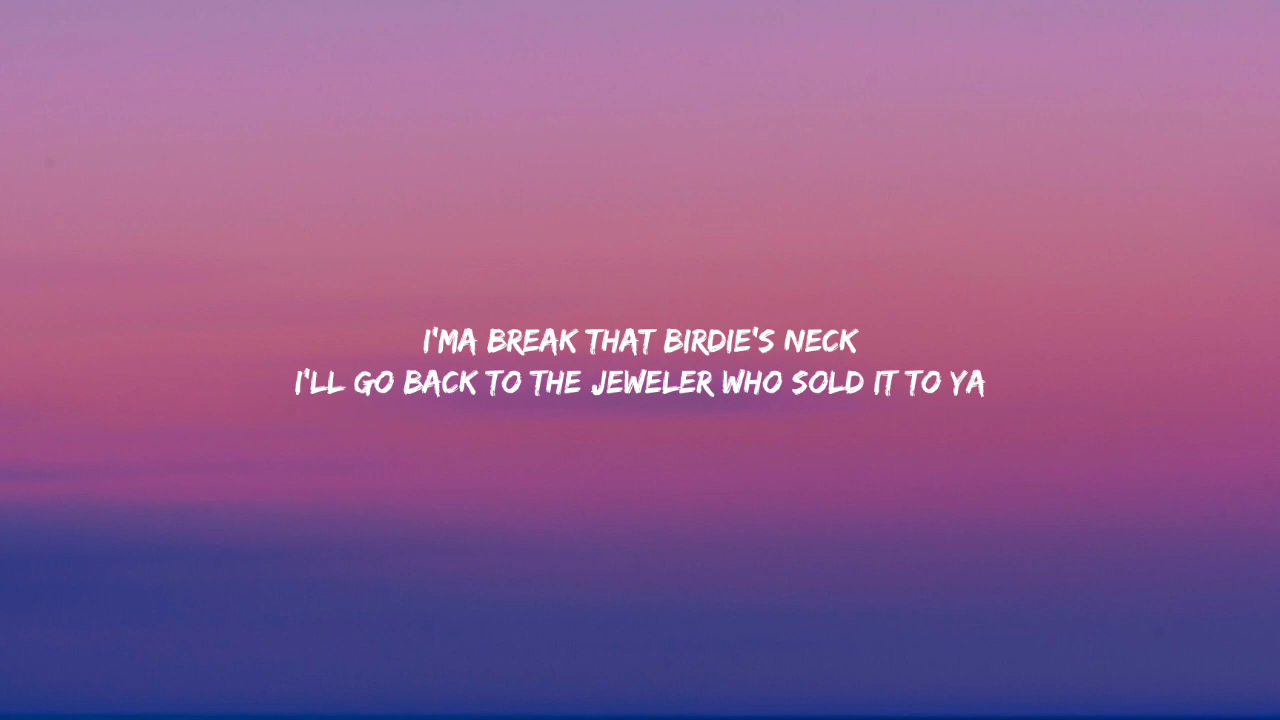 I'MA BREAK THAT BIRDIE'S NECK
I'LL GO BACK TO THE JEWELER WHO SOLD IT TO YA